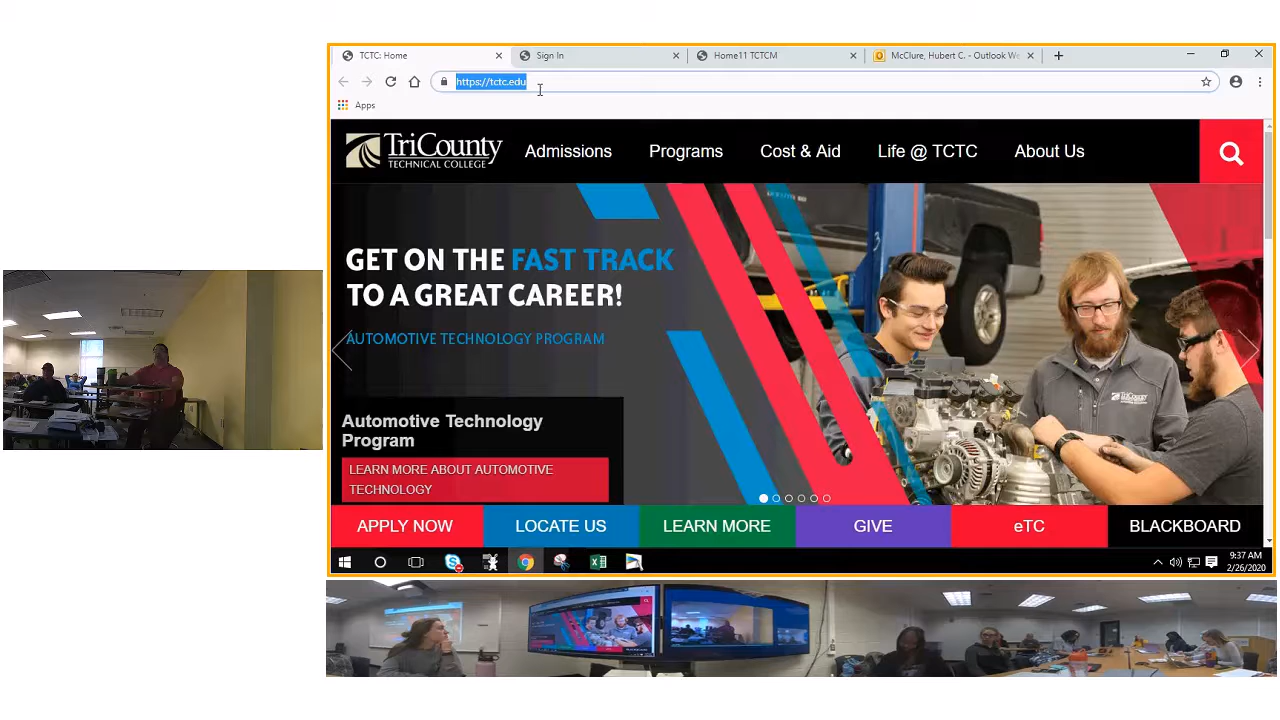 TCTC: Home
Sign In
Home11 TCTCM
McClure, Hubert C. - Outlook We
https://tctc.edu
Apps
TriCounty
TECHNICAL COLLEGE
Admissions
Programs
Cost & Aid
Life @ TCTC
About Us
GET ON THE FAST TRACK
TO A GREAT CAREER!
AUTOMOTIVE TECHNOLOGY PROGRAM
Automotive Technology
Program
LEARN MORE ABOUT AUTOMOTIVE
TECHNOLOGY
APPLY NOW
LOCATE US
LEARN MORE
GIVE
eTC
BLACKBOARD
9:37 AM
2/26/2020